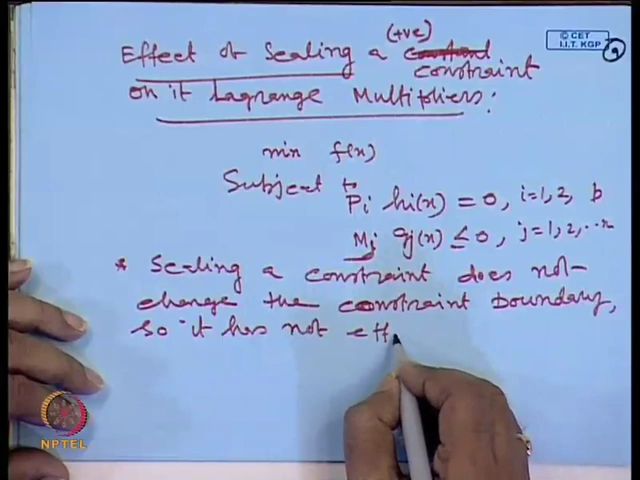 (+ve)
Effect of Scaling a constraint
on it Lagrange Multipliers:
min f(x)
Subject to
Pi hi(x) = 0, i=1,2, p
Mj gj(x) ≤ 0, j=1,2,...n
* Scaling a constraint does not
change the constraint boundary,
so it has not eff
© CET
I.I.T. KGP
9
NPTEL